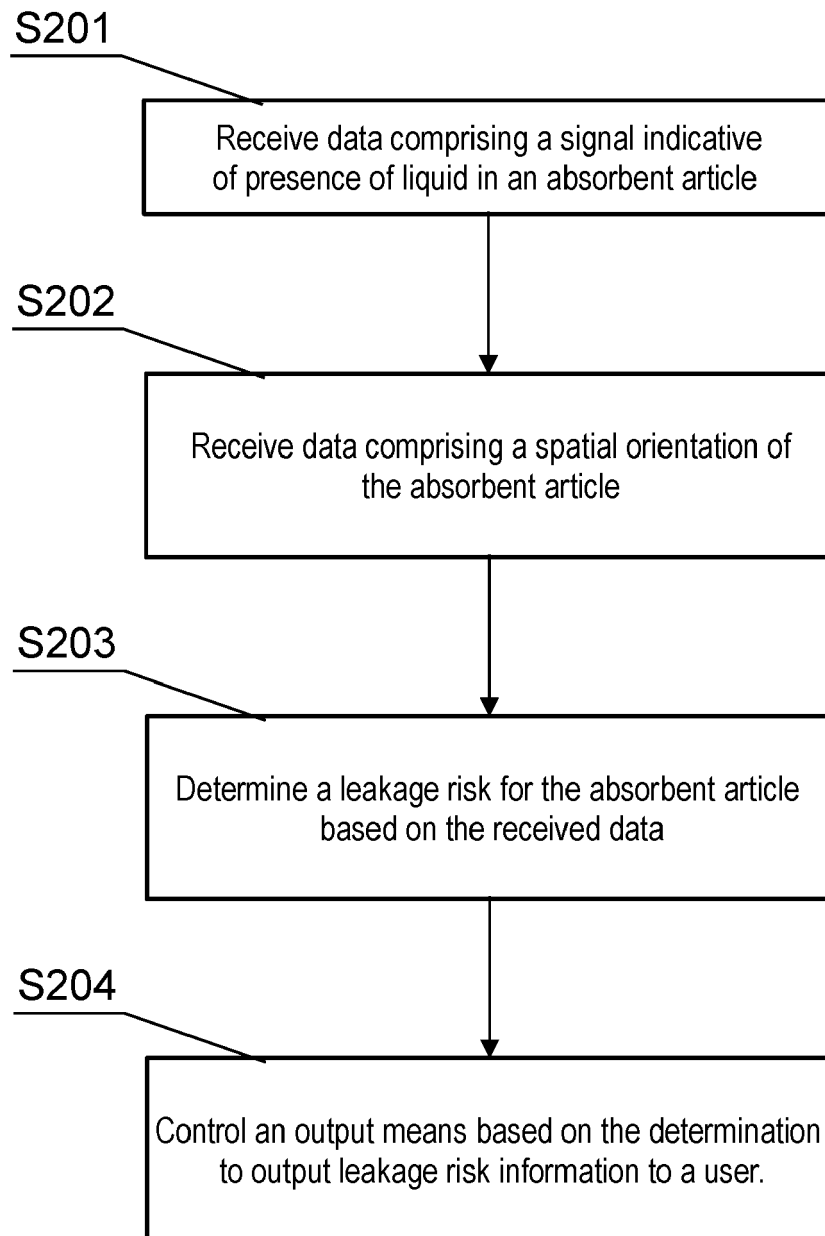 S201
Receive data comprising a signal indicative
of presence of liquid in an absorbent article
S202
Receive data comprising a spatial orientation of
the absorbent article
S203
Determine a leakage risk for the absorbent article
based on the received data
S204
Control an output means based on the determination
to output leakage risk information to a user.